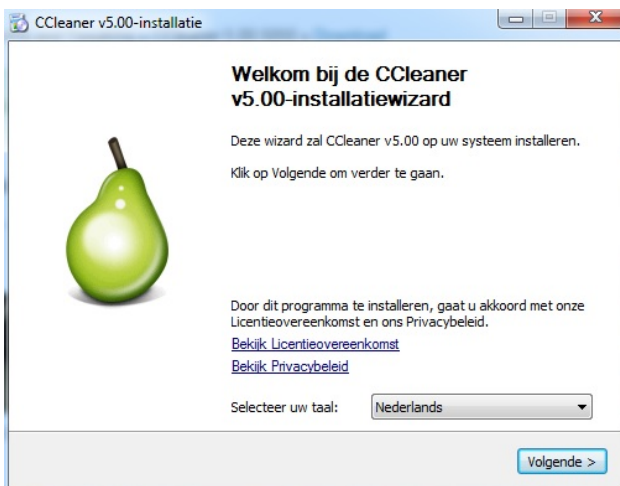 CCleaner v5.00-installatie
Welkom bij de CCleaner
v5.00-installatiewizard
Deze wizard zal CCleaner v5.00 op uw systeem installeren.
Klik op Volgende om verder te gaan.
Door dit programma te installeren, gaat u akkoord met onze
Licentieovereenkomst en ons Privacybeleid.
Bekijk Licentieovereenkomst
Bekijk Privacybeleid
Selecteer uw taal: Nederlands
Volgende >